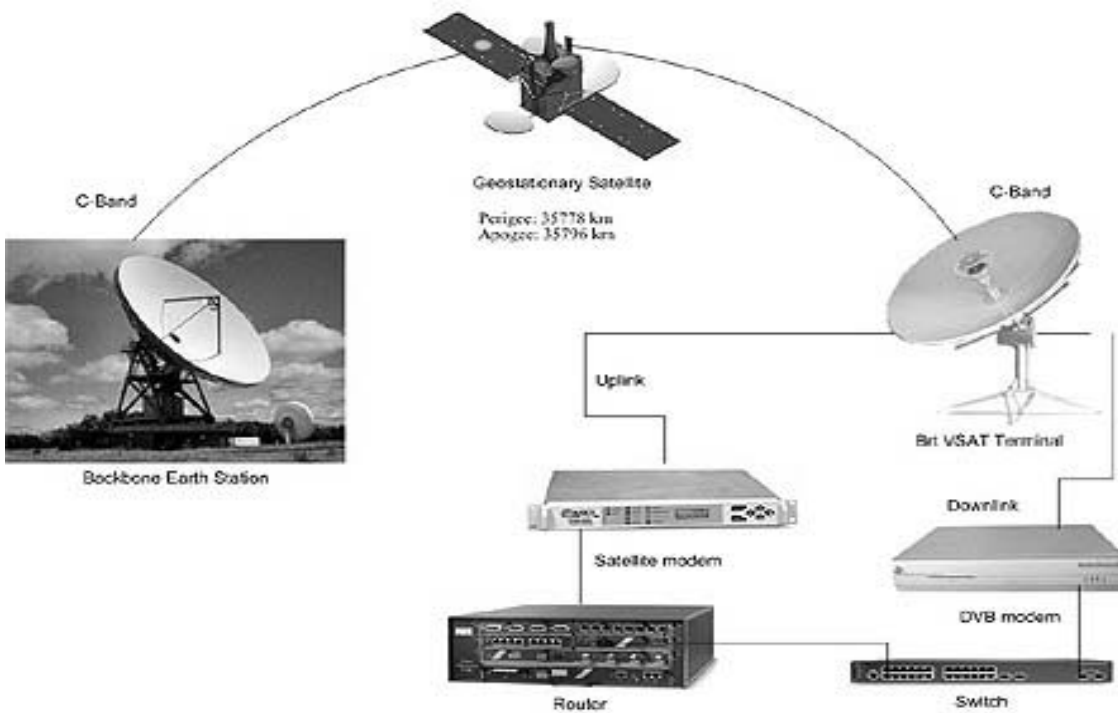 C-Band
Geostationary Satellite
C-Band
Perigee: 35778 km
Apogee: 35796 km
Uplink
Brt VSAT Terminal
Backbone Earth Station
Downlink
Satellite modem
DVB modem
Router
Switch